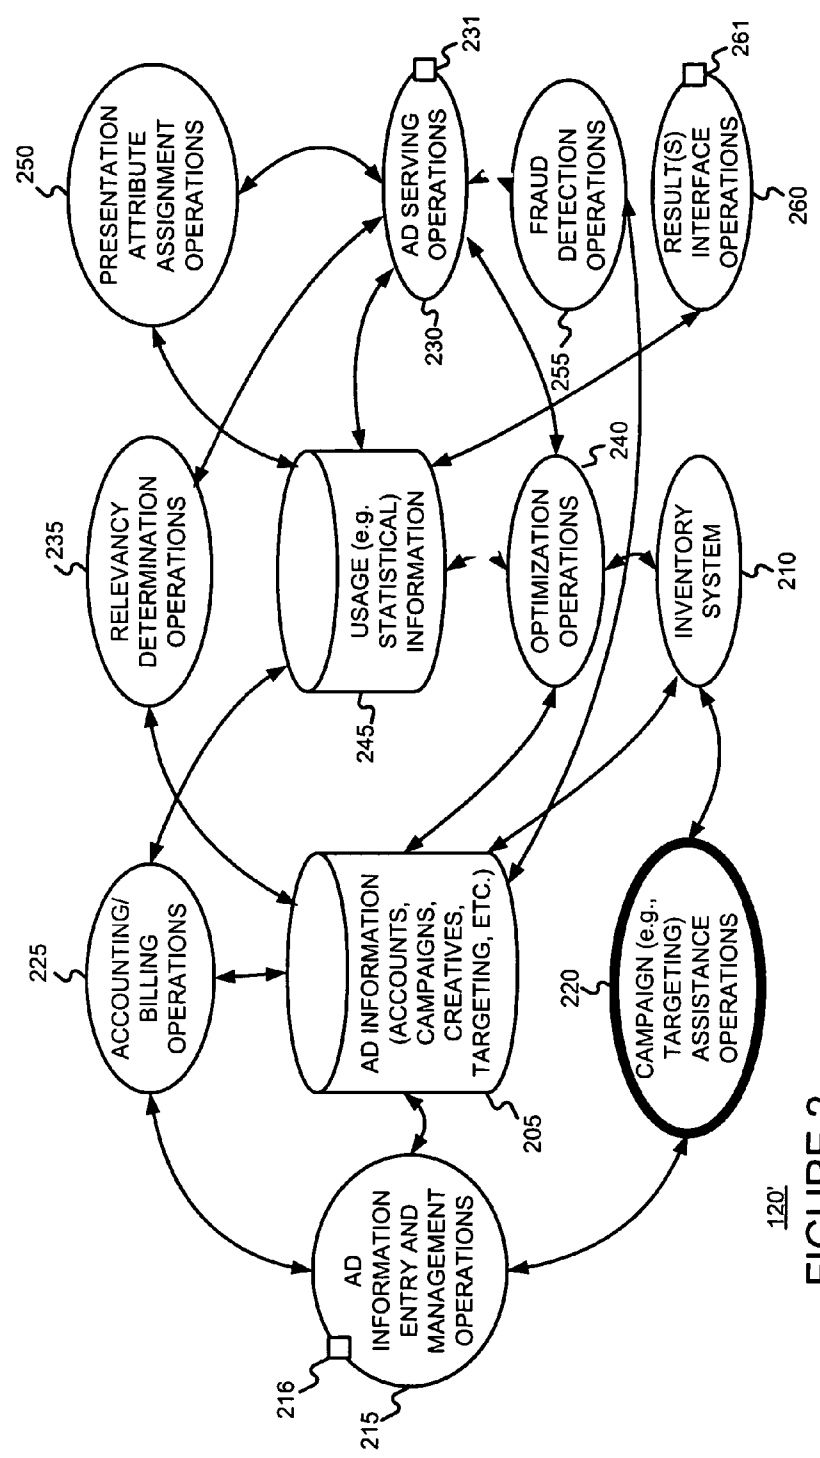 216
215
AD
INFORMATION
ENTRY AND
MANAGEMENT
OPERATIONS
225
ACCOUNTING/
BILLING
OPERATIONS
AD INFORMATION
(ACCOUNTS,
CAMPAIGNS,
CREATIVES,
TARGETING, ETC.)
205
220
CAMPAIGN (e.g.,
TARGETING)
ASSISTANCE
OPERATIONS
235
RELEVANCY
DETERMINATION
OPERATIONS
USAGE (e.g.
STATISTICAL)
INFORMATION
245
OPTIMIZATION
OPERATIONS
240
INVENTORY
SYSTEM
210
250
PRESENTATION
ATTRIBUTE
ASSIGNMENT
OPERATIONS
AD SERVING
OPERATIONS
231
230
FRAUD
DETECTION
OPERATIONS
255
RESULT(S)
INTERFACE
OPERATIONS
261
260
120'